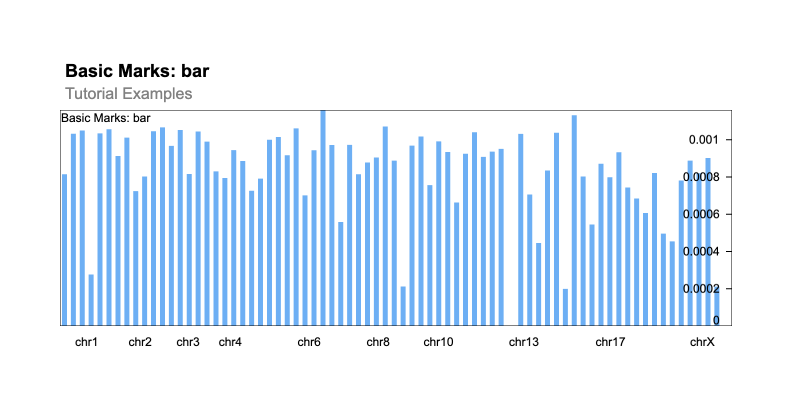 Basic Marks: bar
Tutorial Examples
Basic Marks: bar
0.001
0.0008
0.0006
0.0004
0.0002
0
chr1 chr2 chr3 chr4 chr6 chr8 chr10 chr13 chr17 chrX